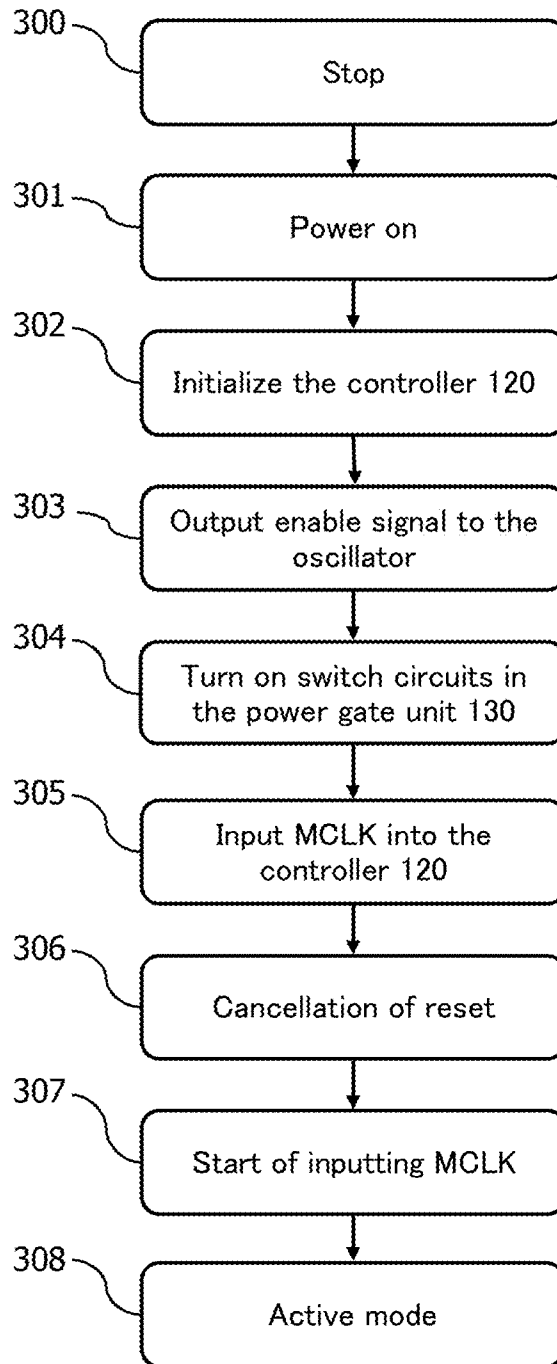 300
Stop
301
Power on
302
Initialize the controller 120
303
Output enable signal to the
oscillator
304
Turn on switch circuits in
the power gate unit 130
305
Input MCLK into the
controller 120
306
Cancellation of reset
307
Start of inputting MCLK
308
Active mode